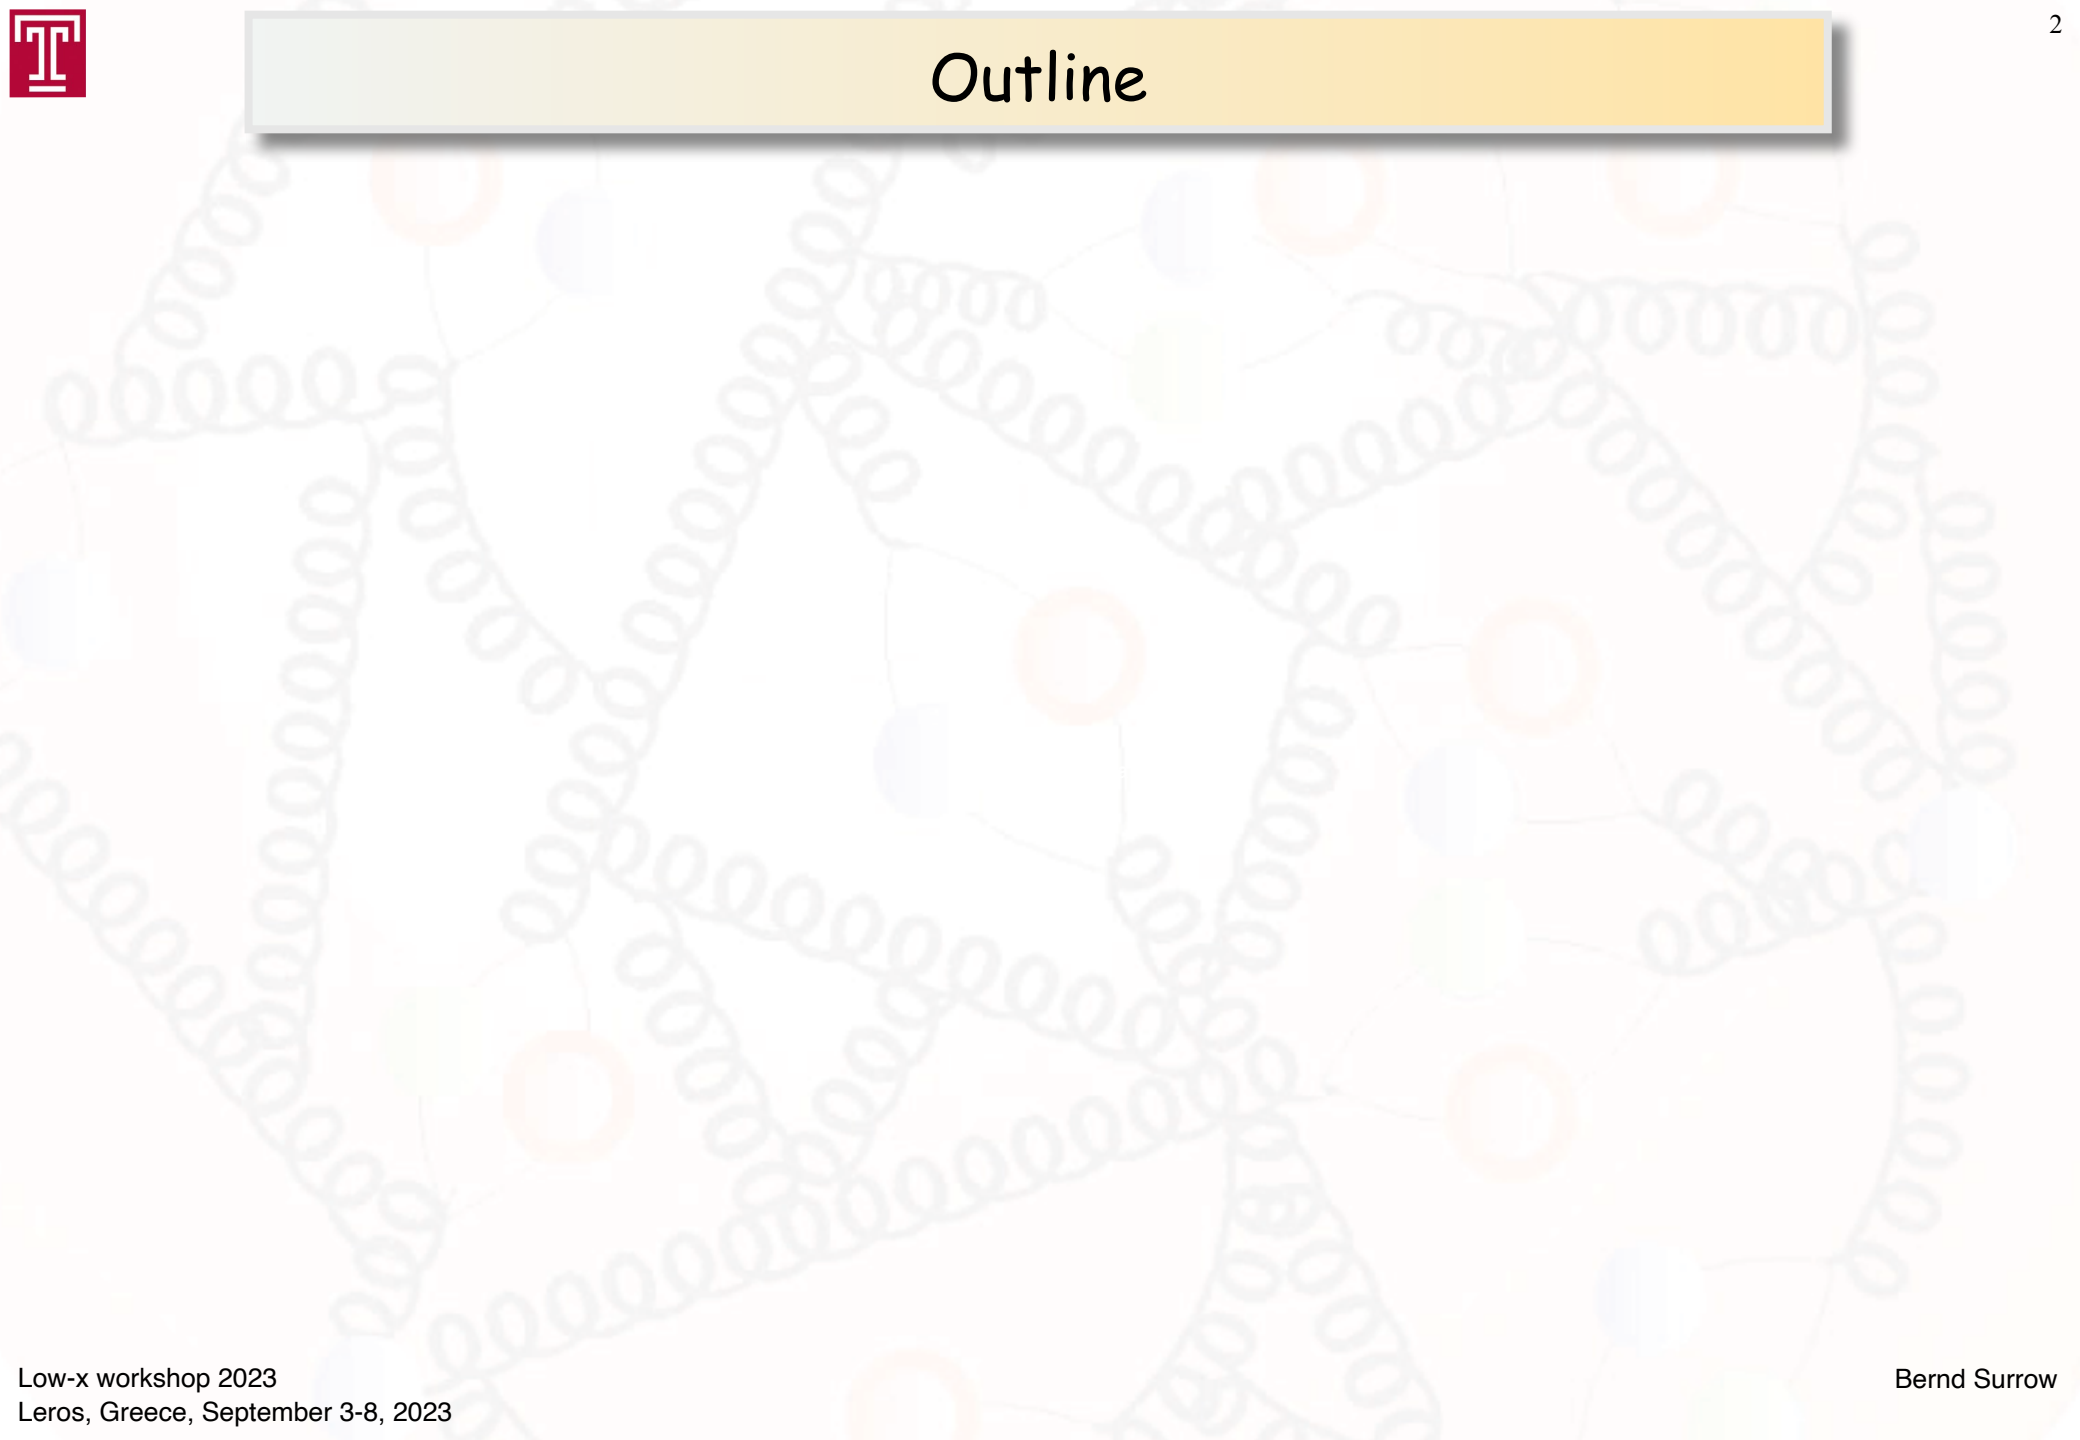 Outline
2
Low-x workshop 2023
Leros, Greece, September 3-8, 2023
Bernd Surrow